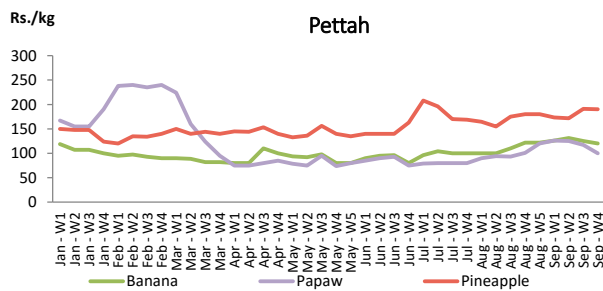 Rs./kg
Pettah
300
250
200
150
100
50
0
Jan - W1
Jan - W2
Jan - W3
Jan - W4
Feb - W1
Feb - W2
Feb - W3
Feb - W4
Mar - W1
Mar - W2
Mar - W3
Mar - W4
Apr - W1
Apr - W2
Apr - W3
Apr - W4
May - W1
May - W2
May - W3
May - W4
May - W5
Jun - W1
Jun - W2
Jun - W3
Jun - W4
Jul - W1
Jul - W2
Jul - W3
Jul - W4
Aug - W1
Aug - W2
Aug - W3
Aug - W4
Aug - W5
Sep - W1
Sep - W2
Sep - W3
Sep - W4
Banana
Papaw
Pineapple